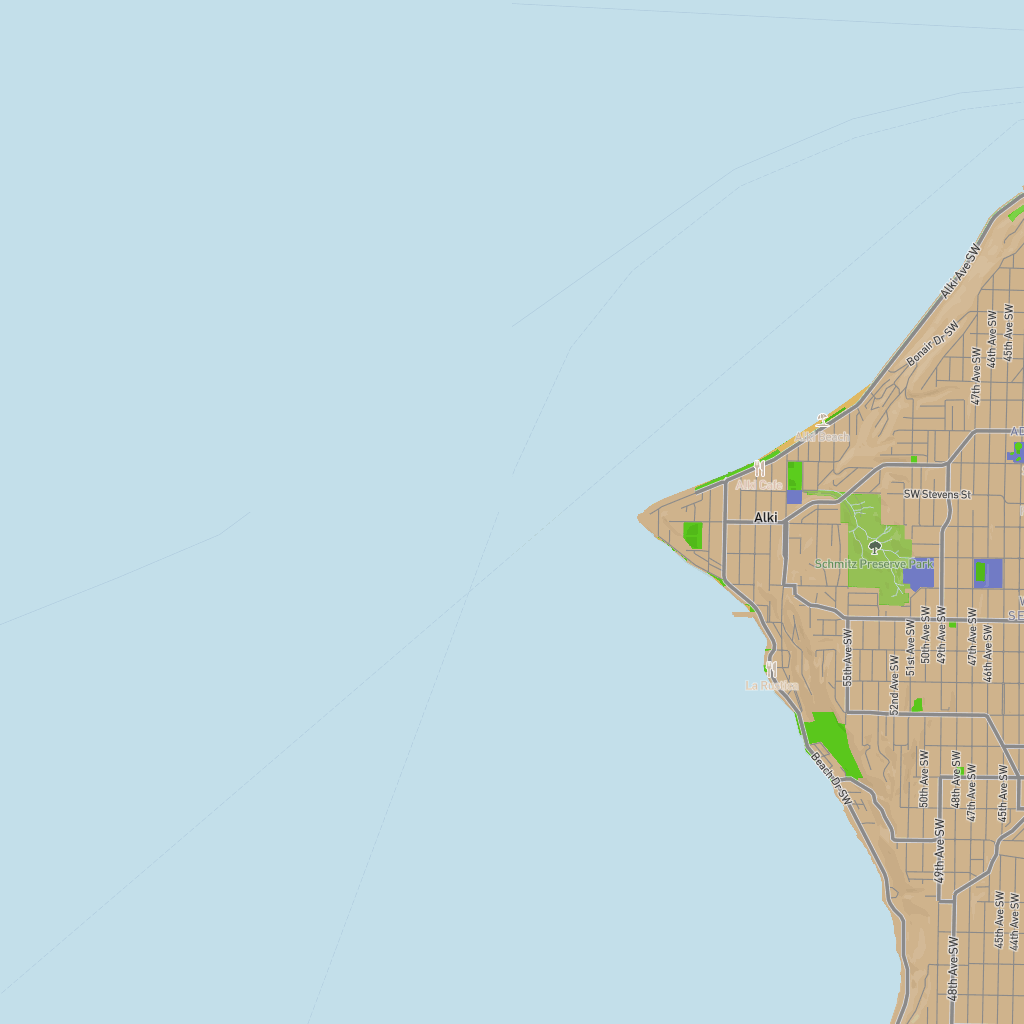 Alki Ave SW
Bonair Dr SW
45th Ave SW
46th Ave SW
47th Ave SW
Alki Beach
Alki Cafe
SW Stevens St
Alki
Schmitz Preserve Park
55th Ave SW
52nd Ave SW
51st Ave SW
50th Ave SW
49th Ave SW
47th Ave SW
46th Ave SW
La Rustica
Beach Dr SW
50th Ave SW
48th Ave SW
47th Ave SW
45th Ave SW
49th Ave SW
45th Ave SW
44th Ave SW
48th Ave SW